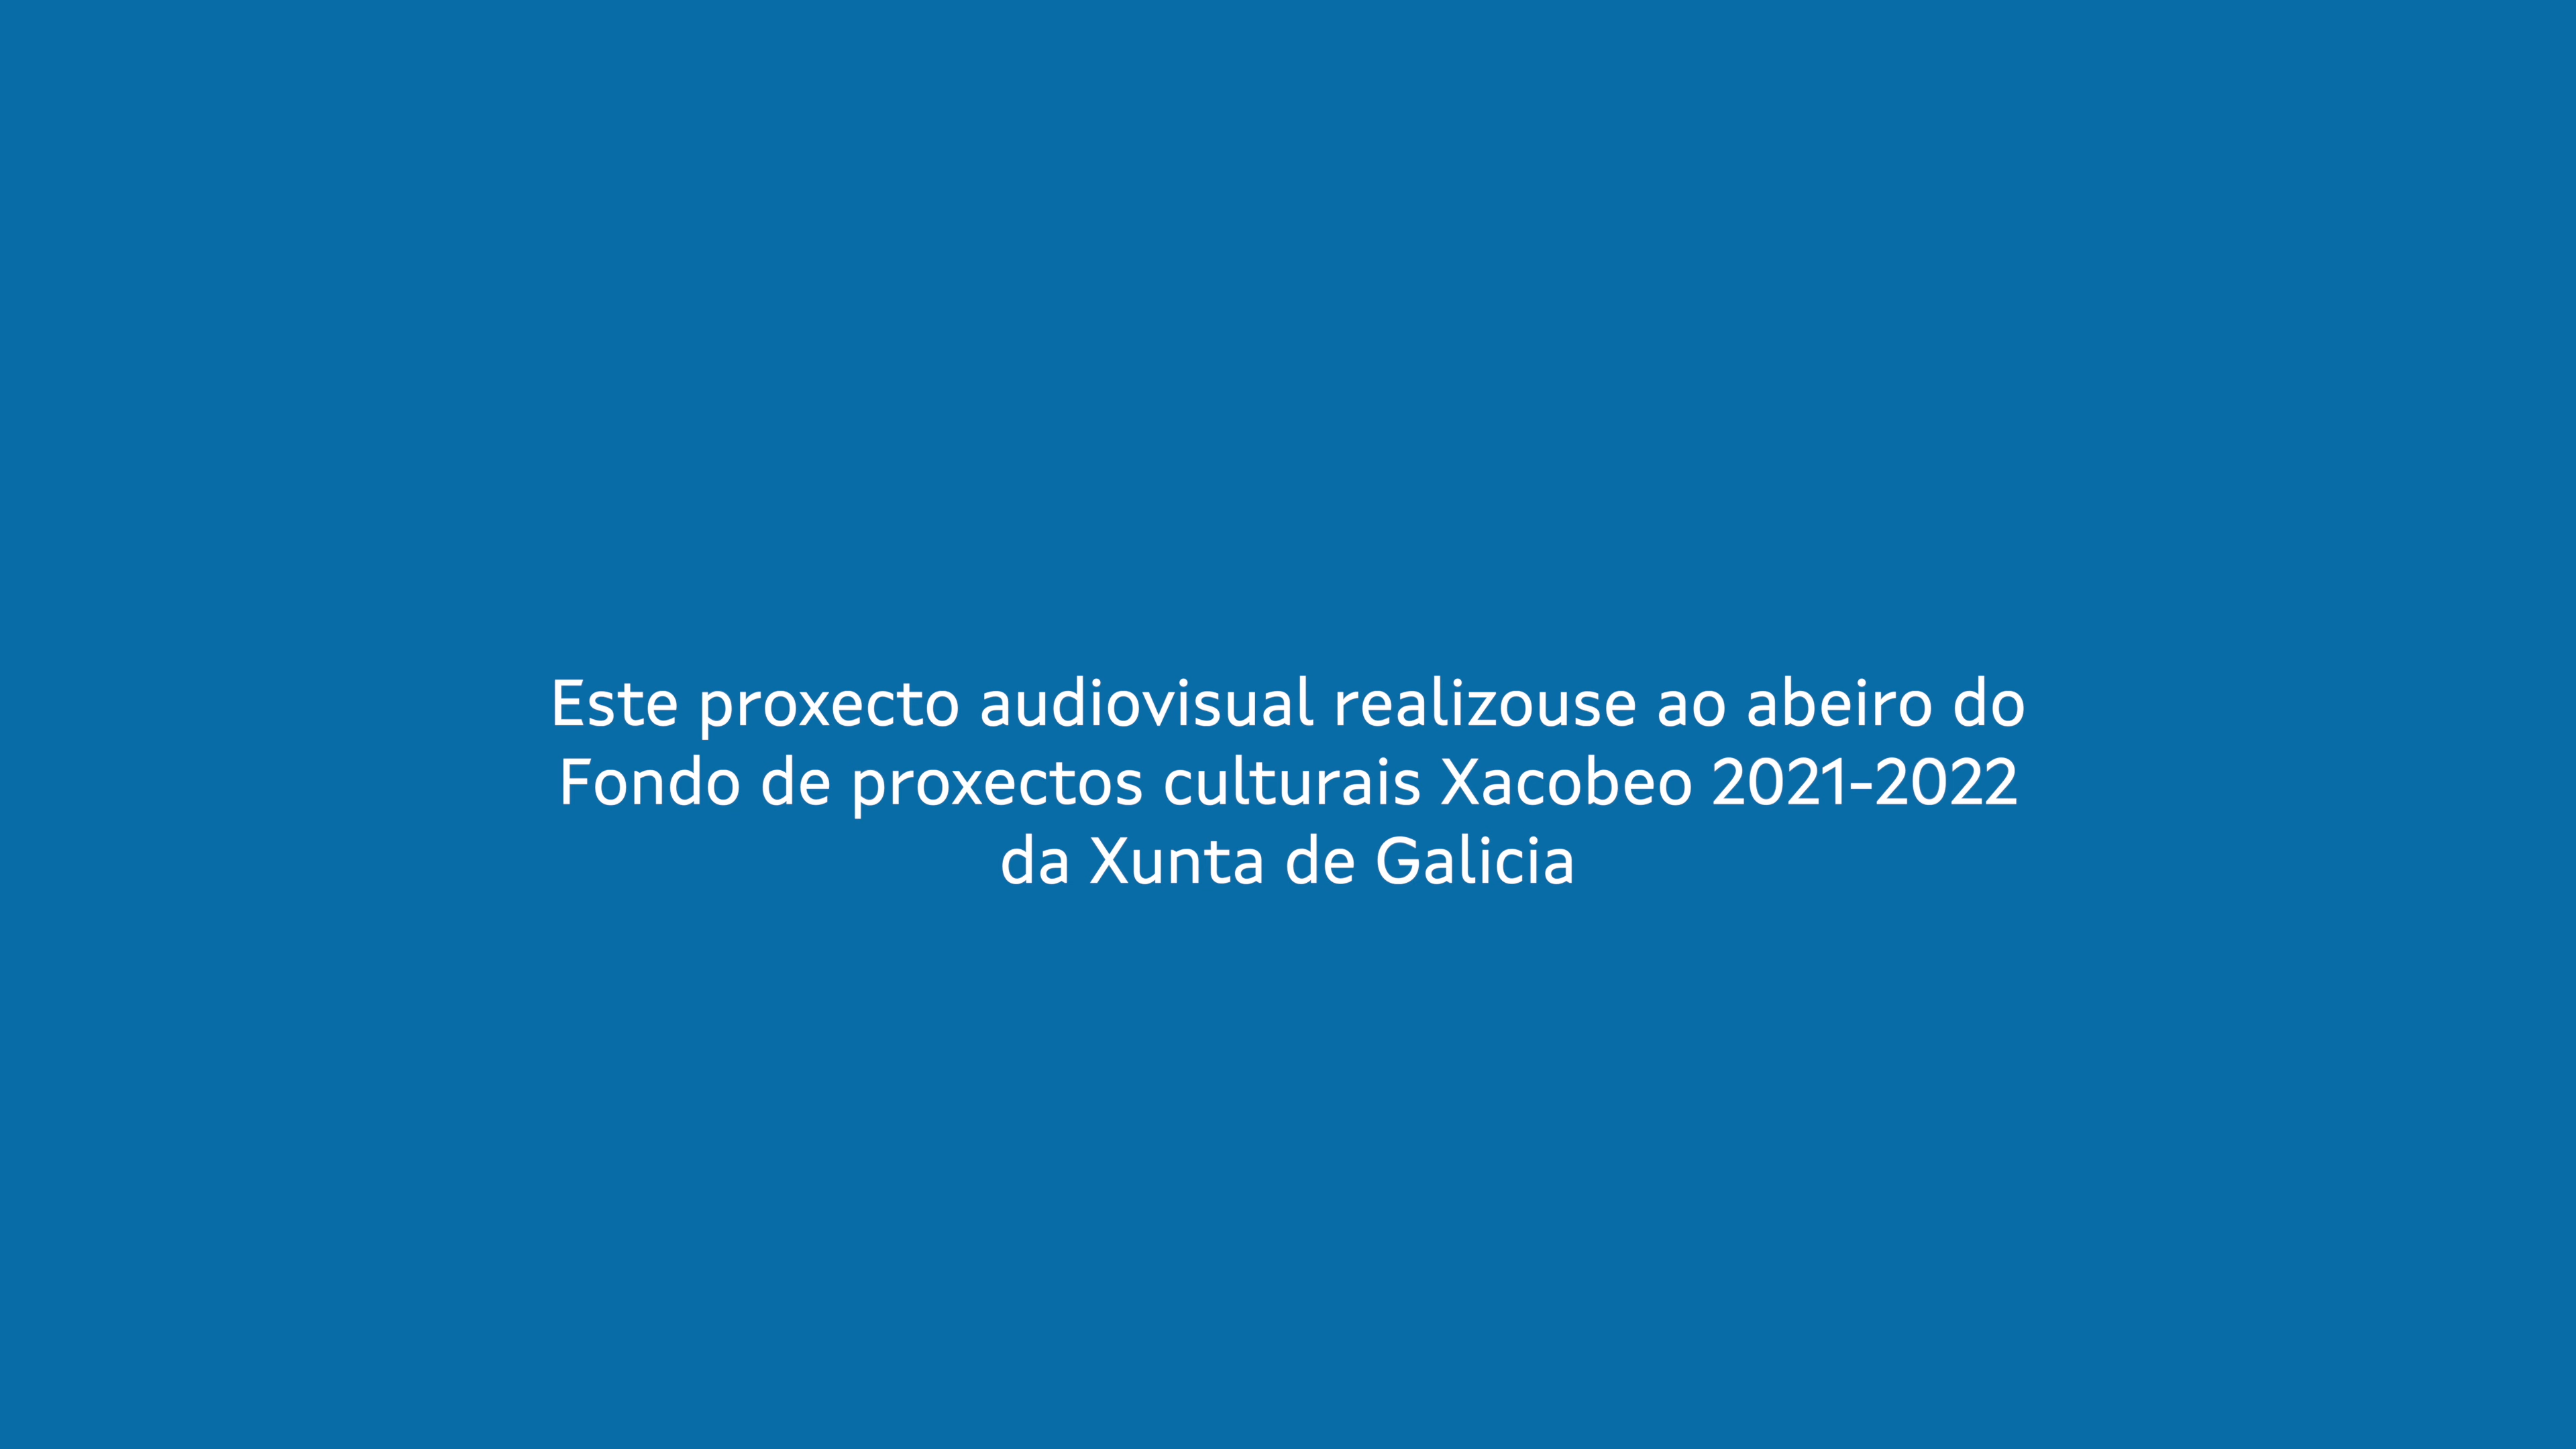 Este proxecto audiovisual realizouse ao abeiro do
Fondo de proxectos culturais Xacobeo 2021-2022
da Xunta de Galicia